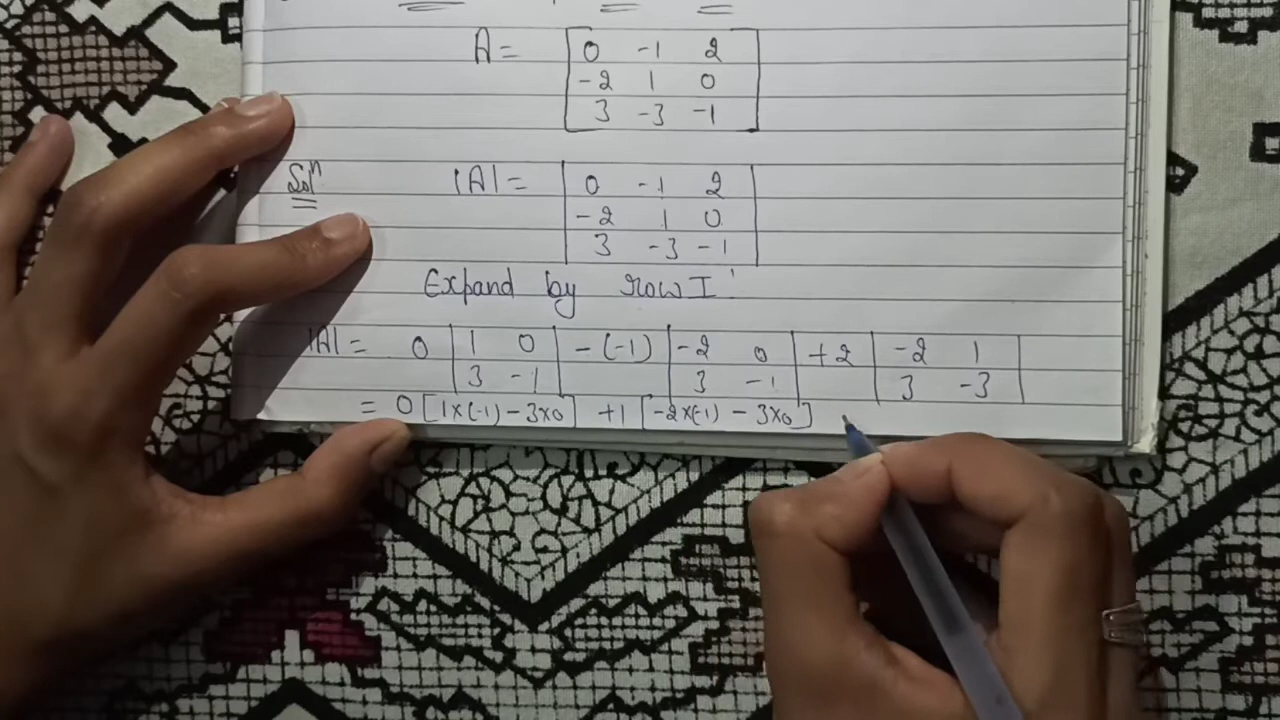 A = 0 -1 2
-2 1 0
3 -3 -1
Solⁿ |A| = 0 -1 2
-2 1 0
3 -3 -1
Expand by row I
|A| = 0 | 1 0 | - (-1) | -2 0 | +2 | -2 1 |
3 -1 3 -1 3 -3
= 0 [1×(-1) - 3×0] +1 [-2×(-1) - 3×0]